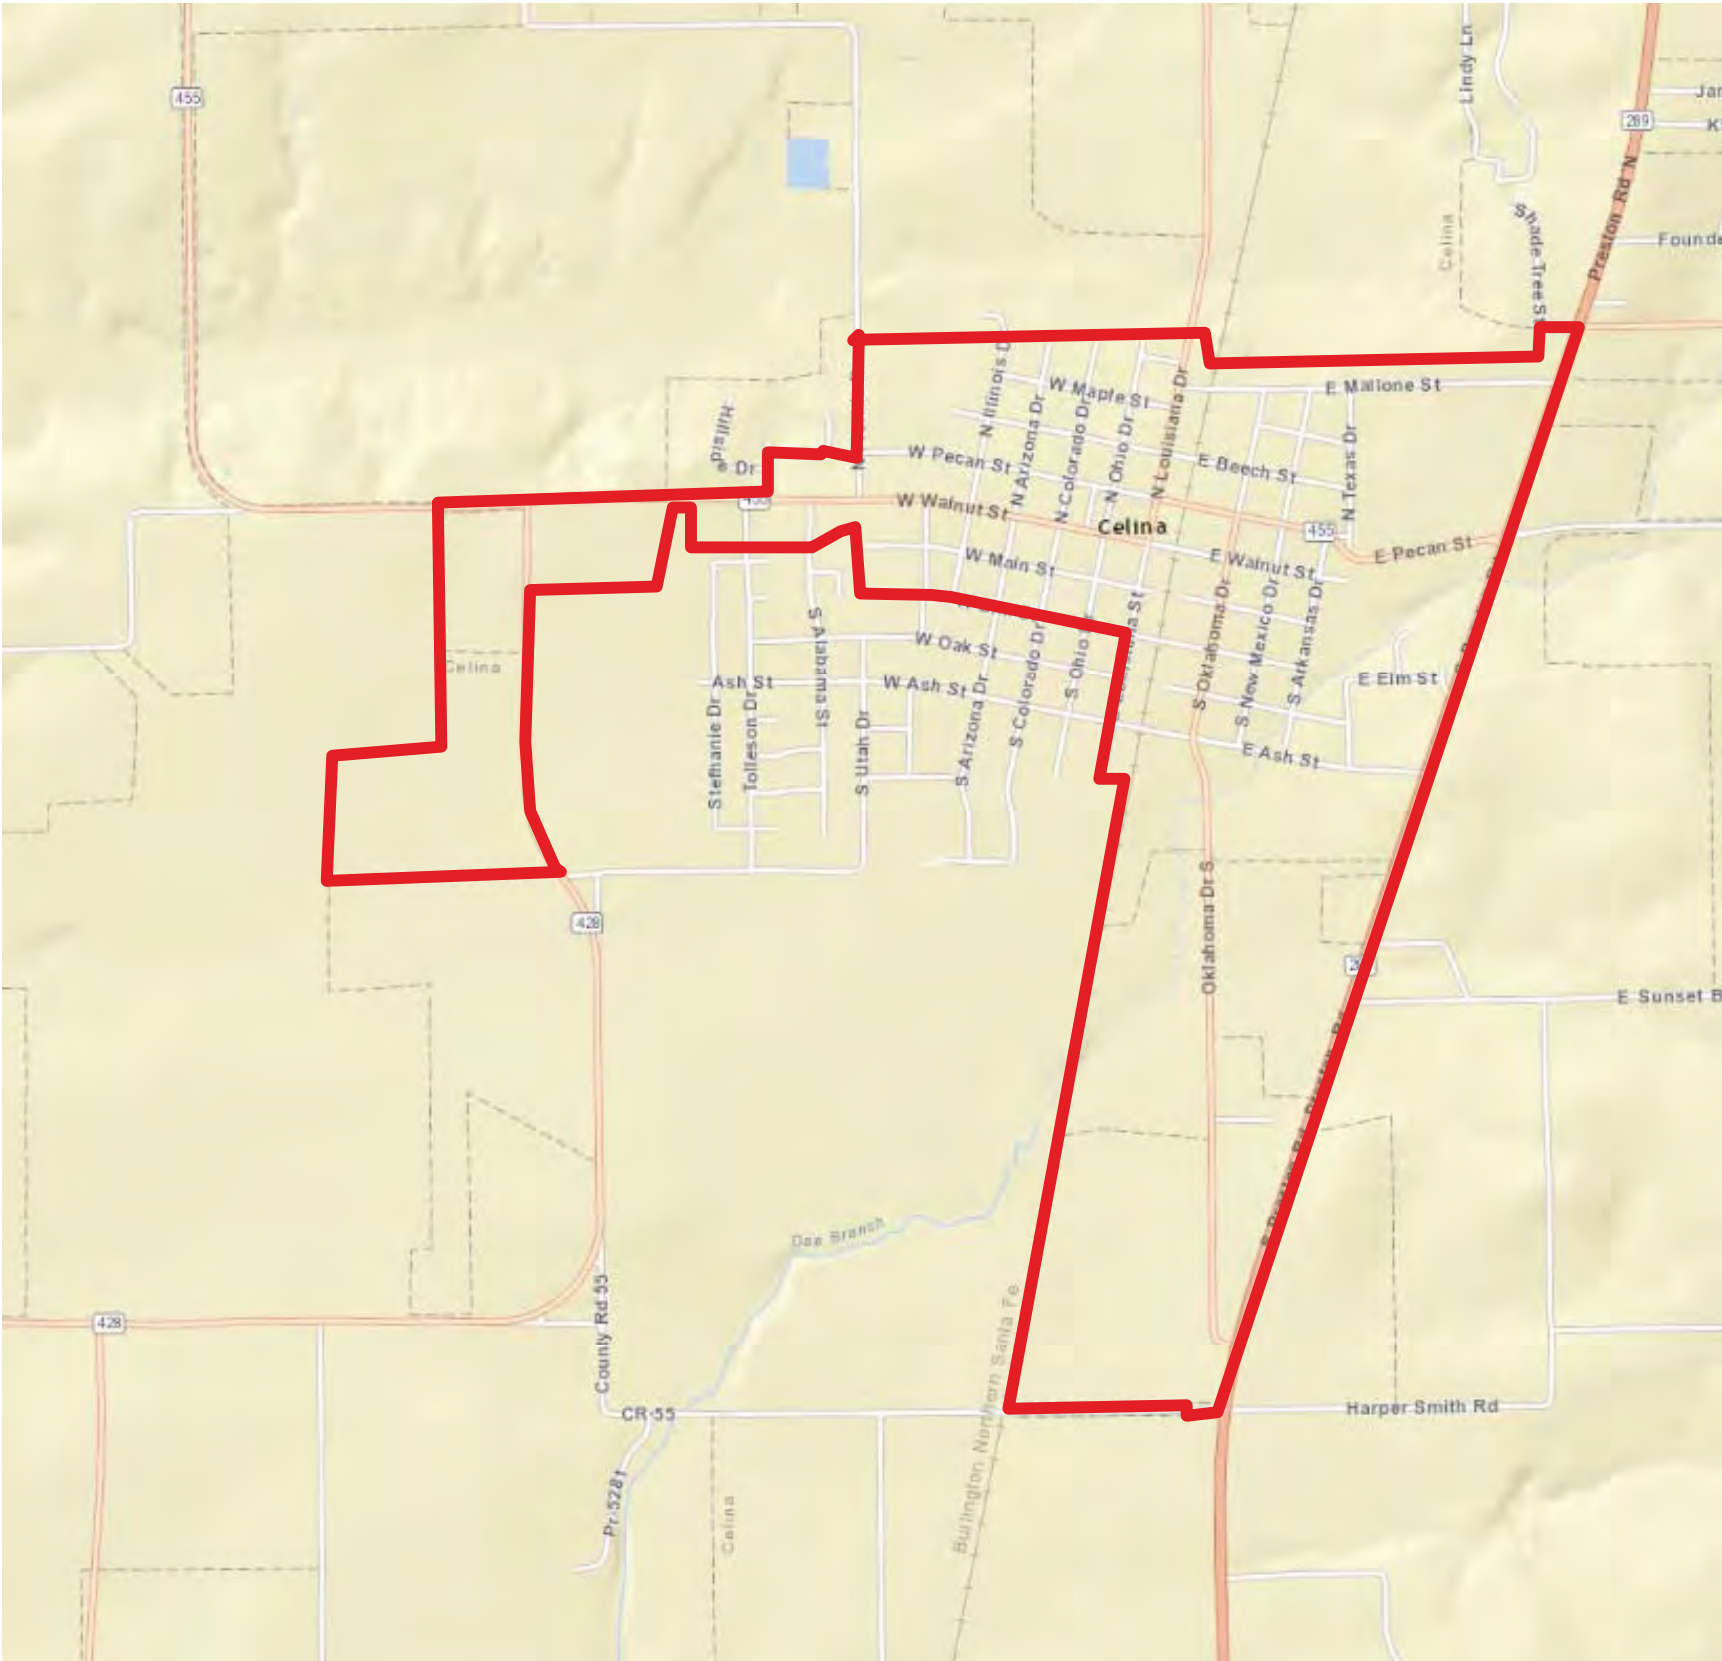 Lindy Ln
455
289
Preston Rd N
Shade Tree St
Celina
E Mallone St
W Maple St
N Illinois D
N Arizona Dr
N Colorado Dr
N Ohio Dr
N Louisiana Dr
Hillsid
e Dr
W Pecan St
E Beech St
N Texas Dr
W Walnut St
Celina
455
E Pecan St
W Main St
E Walnut St
S Oklahoma Dr
New Mexico Dr
S Arkansas Dr
Celina
W Oak St
S Alabama St
Ash St
W Ash St
S Ohio
S Colorado Dr
S Arizona Dr
S Utah Dr
Tolleson Dr
Stefhanie Dr
E Elm St
E Ash St
Oklahoma Dr S
428
E Sunset B
S Preston Rd
Doe Branch
Burlington Northern Santa Fe
428
County Rd 55
CR-55
Harper Smith Rd
Pr-5281
Celina